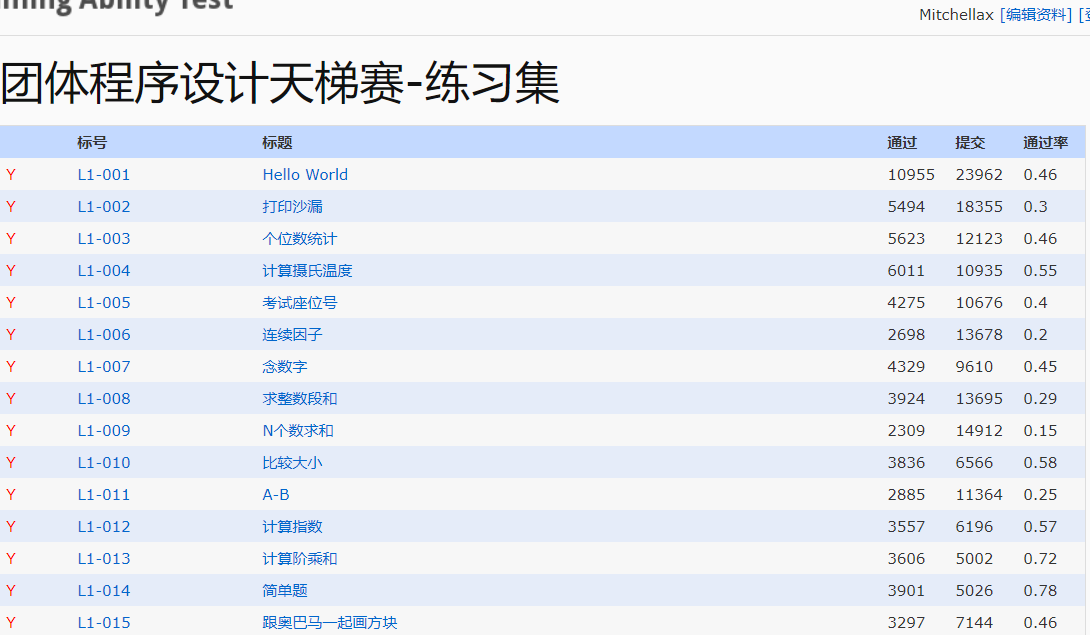 Ability Test
Mitchellax [编辑资料] [
团体程序设计天梯赛-练习集
标号 标题 通过 提交 通过率
Y L1-001 Hello World 10955 23962 0.46
Y L1-002 打印沙漏 5494 18355 0.3
Y L1-003 个位数统计 5623 12123 0.46
Y L1-004 计算摄氏温度 6011 10935 0.55
Y L1-005 考试座位号 4275 10676 0.4
Y L1-006 连续因子 2698 13678 0.2
Y L1-007 念数字 4329 9610 0.45
Y L1-008 求整数段和 3924 13695 0.29
Y L1-009 N个数求和 2309 14912 0.15
Y L1-010 比较大小 3836 6566 0.58
Y L1-011 A-B 2885 11364 0.25
Y L1-012 计算指数 3557 6196 0.57
Y L1-013 计算阶乘和 3606 5002 0.72
Y L1-014 简单题 3901 5026 0.78
Y L1-015 跟奥巴马一起画方块 3297 7144 0.46